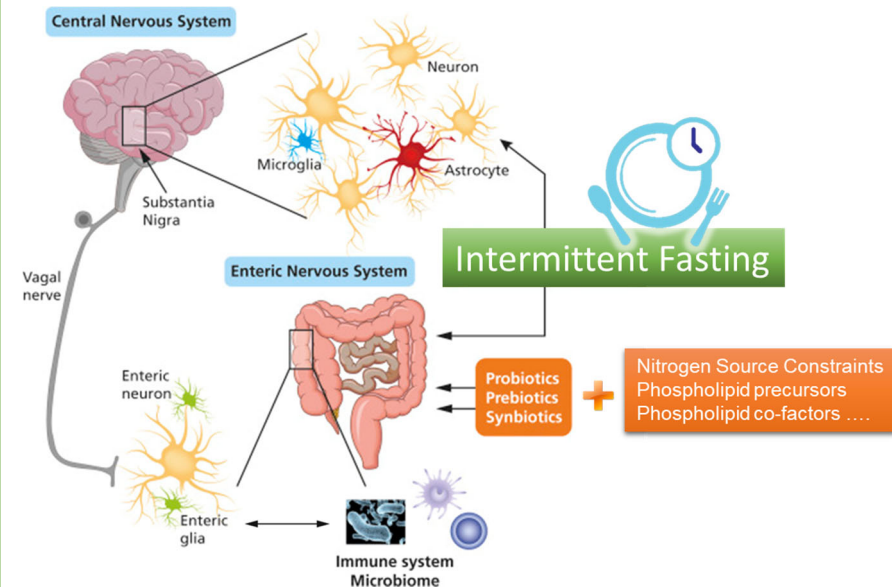 Central Nervous System
Neuron
Microglia
Astrocyte
Substantia
Nigra
Intermittent Fasting
Enteric Nervous System
Vagal
nerve
Enteric
neuron
Probiotics
Prebiotics
Synbiotics
Nitrogen Source Constraints
Phospholipid precursors
Phospholipid co-factors ....
Enteric
glia
Immune system
Microbiome